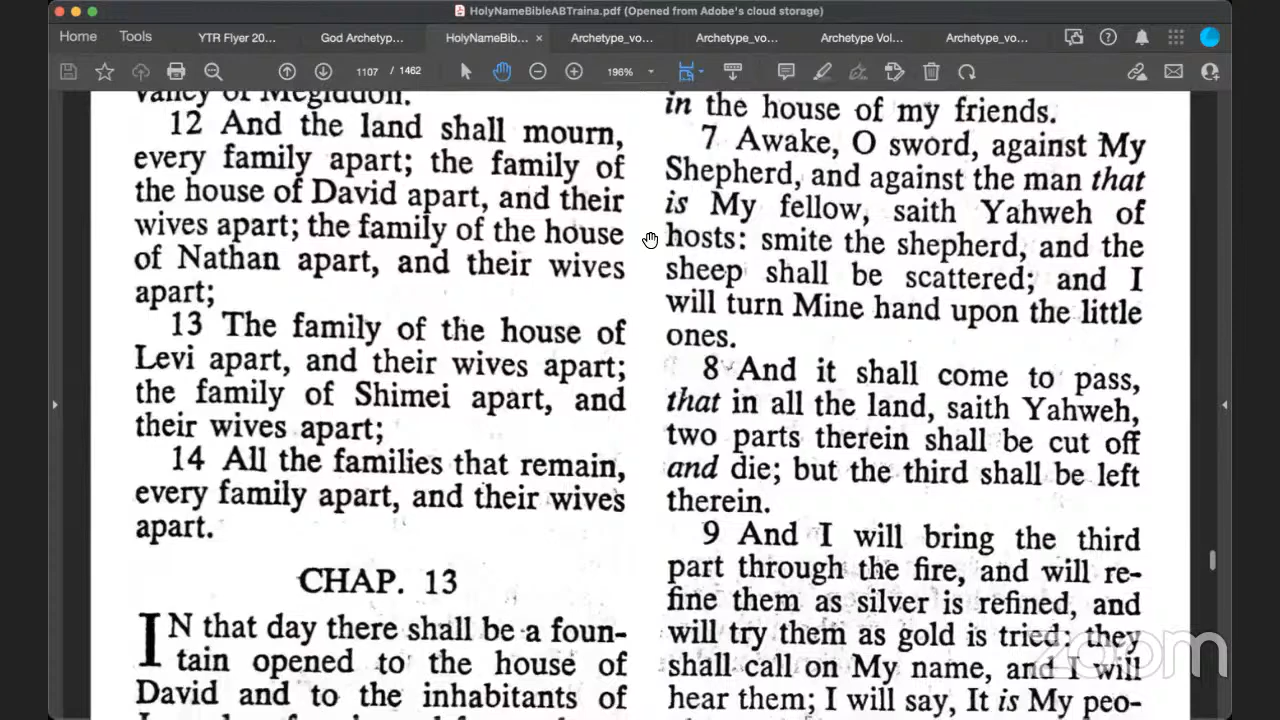 HolyNameBibleABTraina.pdf (Opened from Adobe's cloud storage)
Home Tools YTR Flyer 20... God Archetyp... HolyNameBib... × Archetype_vo... Archetype_vo... Archetype Vol... Archetype_vo...
1107 / 1462 196%
valley of Megiddon.
12 And the land shall mourn,
every family apart; the family of
the house of David apart, and their
wives apart; the family of the house
of Nathan apart, and their wives
apart;
13 The family of the house of
Levi apart, and their wives apart;
the family of Shimei apart, and
their wives apart;
14 All the families that remain,
every family apart, and their wives
apart.
CHAP. 13
IN that day there shall be a foun-
tain opened to the house of
David and to the inhabitants of
in the house of my friends.
7 Awake, O sword, against My
Shepherd, and against the man that
is My fellow, saith Yahweh of
hosts: smite the shepherd, and the
sheep shall be scattered; and I
will turn Mine hand upon the little
ones.
8 And it shall come to pass,
that in all the land, saith Yahweh,
two parts therein shall be cut off
and die; but the third shall be left
therein.
9 And I will bring the third
part through the fire, and will re-
fine them as silver is refined, and
will try them as gold is tried: they
shall call on My name, and I will
hear them; I will say, It is My peo-
zoom